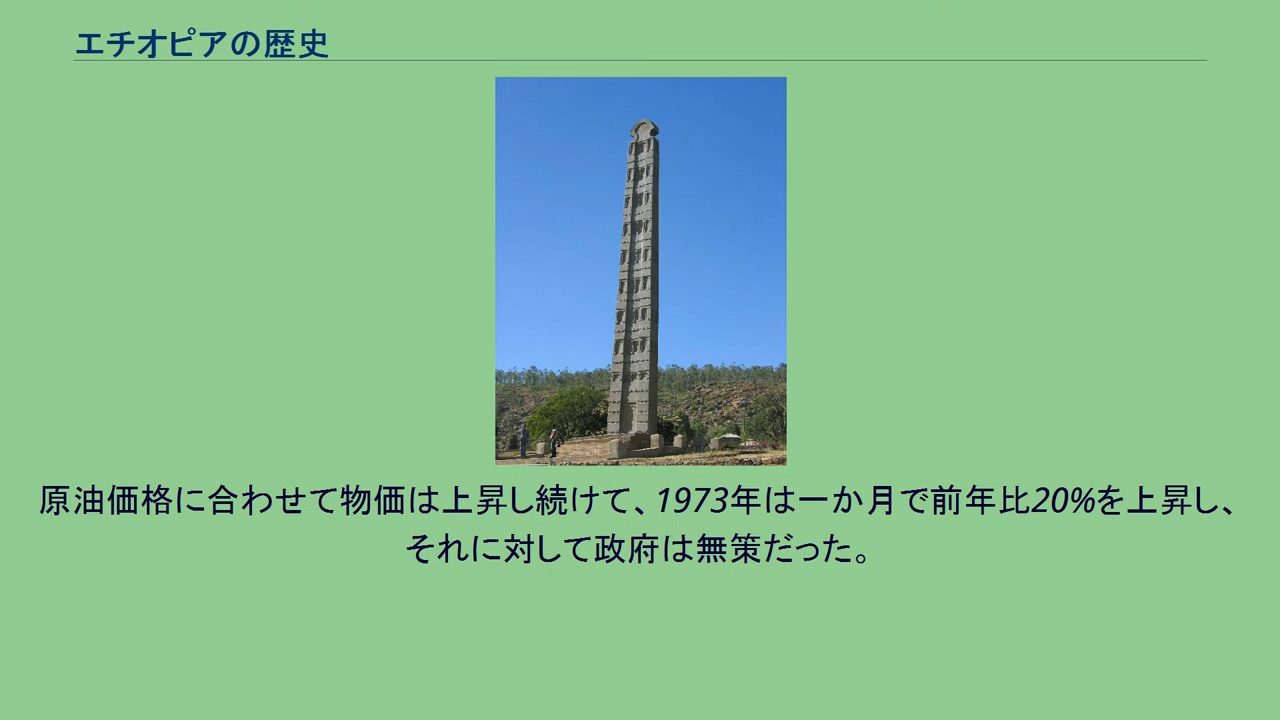 エチオピアの歴史
原油価格に合わせて物価は上昇し続けて、1973年は一か月で前年比20%を上昇し、
それに対して政府は無策だった。